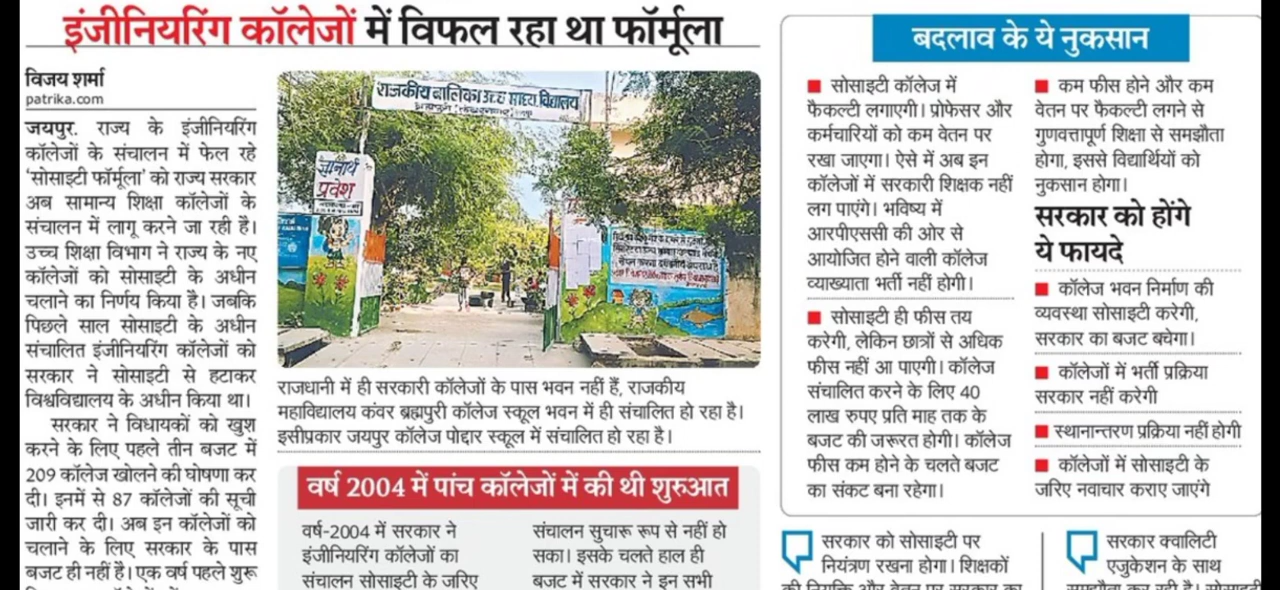 इंजीनियरिंग कॉलेजों में विफल रहा था फॉर्मूला
विजय शर्मा
patrika.com
जयपुर. राज्य के इंजीनियरिंग
कॉलेजों के संचालन में फेल रहे
‘सोसाइटी फॉर्मूला’ को राज्य सरकार
अब सामान्य शिक्षा कॉलेजों के
संचालन में लागू करने जा रही है।
उच्च शिक्षा विभाग ने राज्य के नए
कॉलेजों को सोसाइटी के अधीन
चलाने का निर्णय किया है। जबकि
पिछले साल सोसाइटी के अधीन
संचालित इंजीनियरिंग कॉलेजों को
सरकार ने सोसाइटी से हटाकर
विश्वविद्यालय के अधीन किया था।
सरकार ने विधायकों को खुश
करने के लिए पहले तीन बजट में
209 कॉलेज खोलने की घोषणा कर
दी। इनमें से 87 कॉलेजों की सूची
जारी कर दी। अब इन कॉलेजों को
चलाने के लिए सरकार के पास
बजट ही नहीं है। एक वर्ष पहले शुरू
राजकीय बालिका उच्च माध्य. विद्यालय
ज्ञानार्थ
प्रवेश
राजधानी में ही सरकारी कॉलेजों के पास भवन नहीं हैं, राजकीय
महाविद्यालय कंवर ब्रह्मपुरी कॉलेज स्कूल भवन में ही संचालित हो रहा है।
इसीप्रकार जयपुर कॉलेज पोद्दार स्कूल में संचालित हो रहा है।
वर्ष 2004 में पांच कॉलेजों में की थी शुरुआत
वर्ष-2004 में सरकार ने
इंजीनियरिंग कॉलेजों का
संचालन सोसाइटी के जरिए
संचालन सुचारू रूप से नहीं हो
सका। इसके चलते हाल ही
बजट में सरकार ने इन सभी
बदलाव के ये नुकसान
सोसाइटी कॉलेज में
फैकल्टी लगाएगी। प्रोफेसर और
कर्मचारियों को कम वेतन पर
रखा जाएगा। ऐसे में अब इन
कॉलेजों में सरकारी शिक्षक नहीं
लग पाएंगे। भविष्य में
आरपीएससी की ओर से
आयोजित होने वाली कॉलेज
व्याख्याता भर्ती नहीं होगी।
सोसाइटी ही फीस तय
करेगी, लेकिन छात्रों से अधिक
फीस नहीं आ पाएगी। कॉलेज
संचालित करने के लिए 40
लाख रुपए प्रति माह तक के
बजट की जरूरत होगी। कॉलेज
फीस कम होने के चलते बजट
का संकट बना रहेगा।
कम फीस होने और कम
वेतन पर फैकल्टी लगने से
गुणवत्तापूर्ण शिक्षा से समझौता
होगा, इससे विद्यार्थियों को
नुकसान होगा।
सरकार को होंगे
ये फायदे
कॉलेज भवन निर्माण की
व्यवस्था सोसाइटी करेगी,
सरकार का बजट बचेगा।
कॉलेजों में भर्ती प्रक्रिया
सरकार नहीं करेगी
स्थानान्तरण प्रक्रिया नहीं होगी
कॉलेजों में सोसाइटी के
जरिए नवाचार कराए जाएंगे
सरकार को सोसाइटी पर
नियंत्रण रखना होगा। शिक्षकों
की नियुक्ति और वेतन पर सरकार का
सरकार क्वालिटी
एजुकेशन के साथ
समझौता कर रही है। सोसाइटी